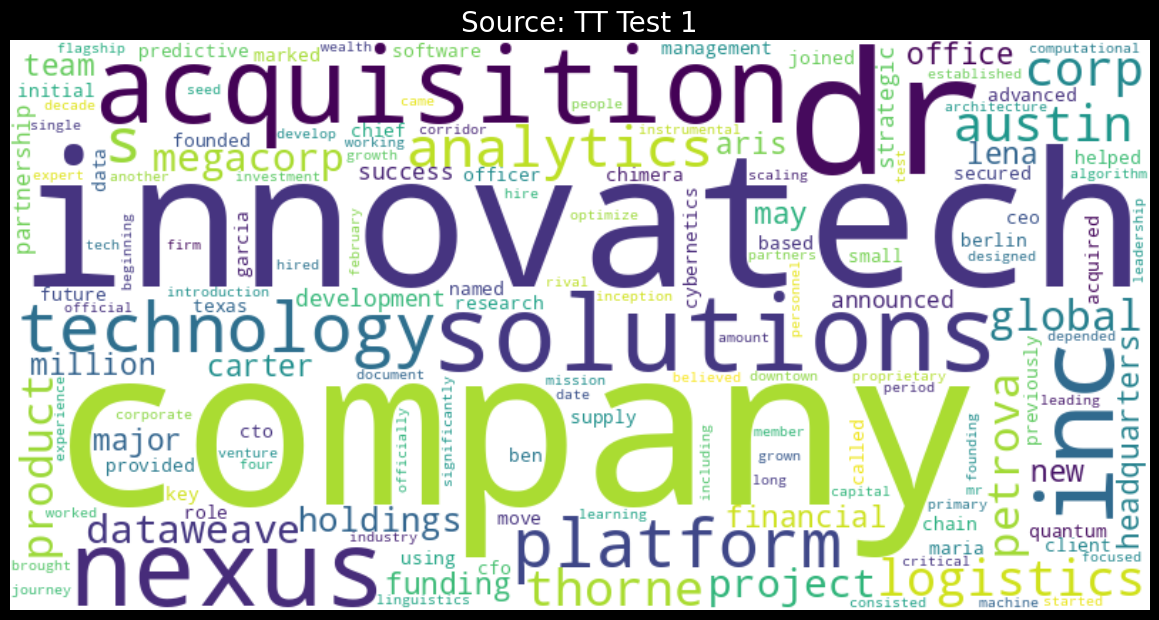 Source: TT Test 1
flagship predictive marked wealth software management joined office computational
team acquisition dr strategic established corp
initial seed came people advanced
decade architecture
single partnership founded develop s chief corridor instrumental analytics aris austin
working growth megacorp data success officer chimera scaling test lena helped
expert another investment hire secured algorithm
innovatech
optimize may ceo leadership
tech beginning firm garcia hired february cybernetics based partners small berlin designed acquired
future introduction named rival inception personnel announced
official texas development research
technology solutions global
million carter amount depended
document mission believed downtown proprietary inc
product experience corporate date period previously leading headquarters
company
major cto officially significantly supply member called petrova
provided venture ben including grown founding new
four long
key capital primary mr
worked role holdings move learning financial chain quantum
dataweave industry platform maria client
brought nexus using cfo critical focused
journey funding thorne project logistics
linguistics consisted machine started